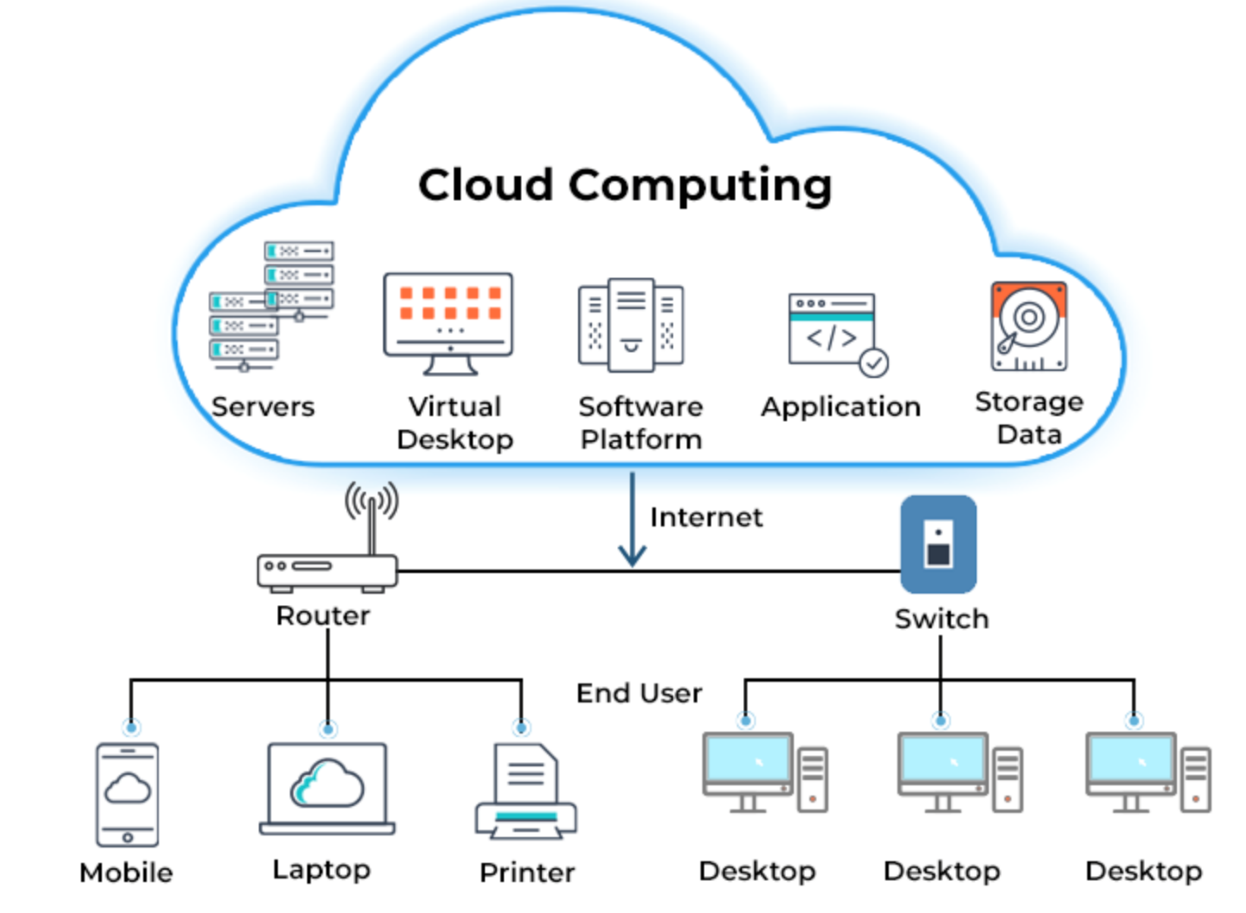 Cloud Computing
Servers
Virtual
Desktop
Software
Platform
Application
Storage
Data
Internet
Router
Switch
End User
Mobile
Laptop
Printer
Desktop
Desktop
Desktop